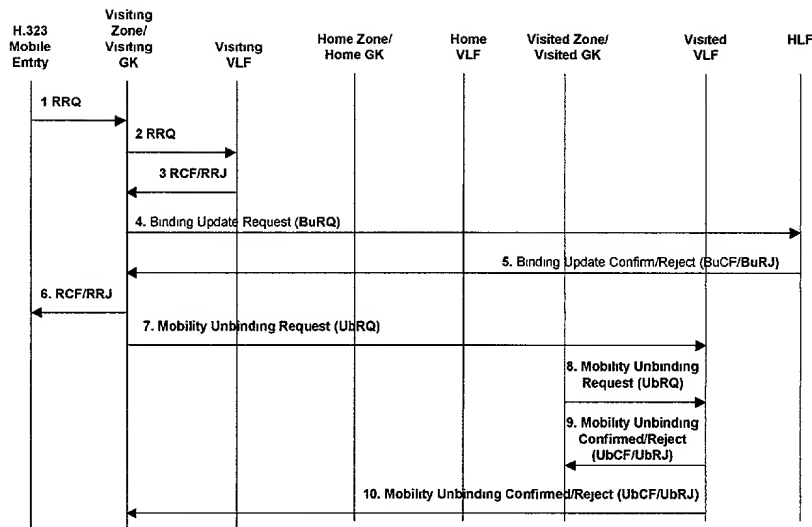 H.323
Mobile
Entity
Visiting
Zone/
Visiting
GK
Visiting
VLF
Home Zone/
Home GK
Home
VLF
Visited Zone/
Visited GK
Visited
VLF
HLF
1 RRQ
2 RRQ
3 RCF/RRJ
4. Binding Update Request (BuRQ)
5. Binding Update Confirm/Reject (BuCF/BuRJ)
6. RCF/RRJ
7. Mobility Unbinding Request (UbRQ)
8. Mobility Unbinding
Request (UbRQ)
9. Mobility Unbinding
Confirmed/Reject
(UbCF/UbRJ)
10. Mobility Unbinding Confirmed/Reject (UbCF/UbRJ)